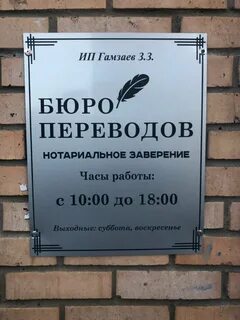 ИП Гамзаев З.З.
БЮРО
ПЕРЕВОДОВ
НОТАРИАЛЬНОЕ ЗАВЕРЕНИЕ
Часы работы:
с 10:00 до 18:00
Выходные: суббота, воскресенье